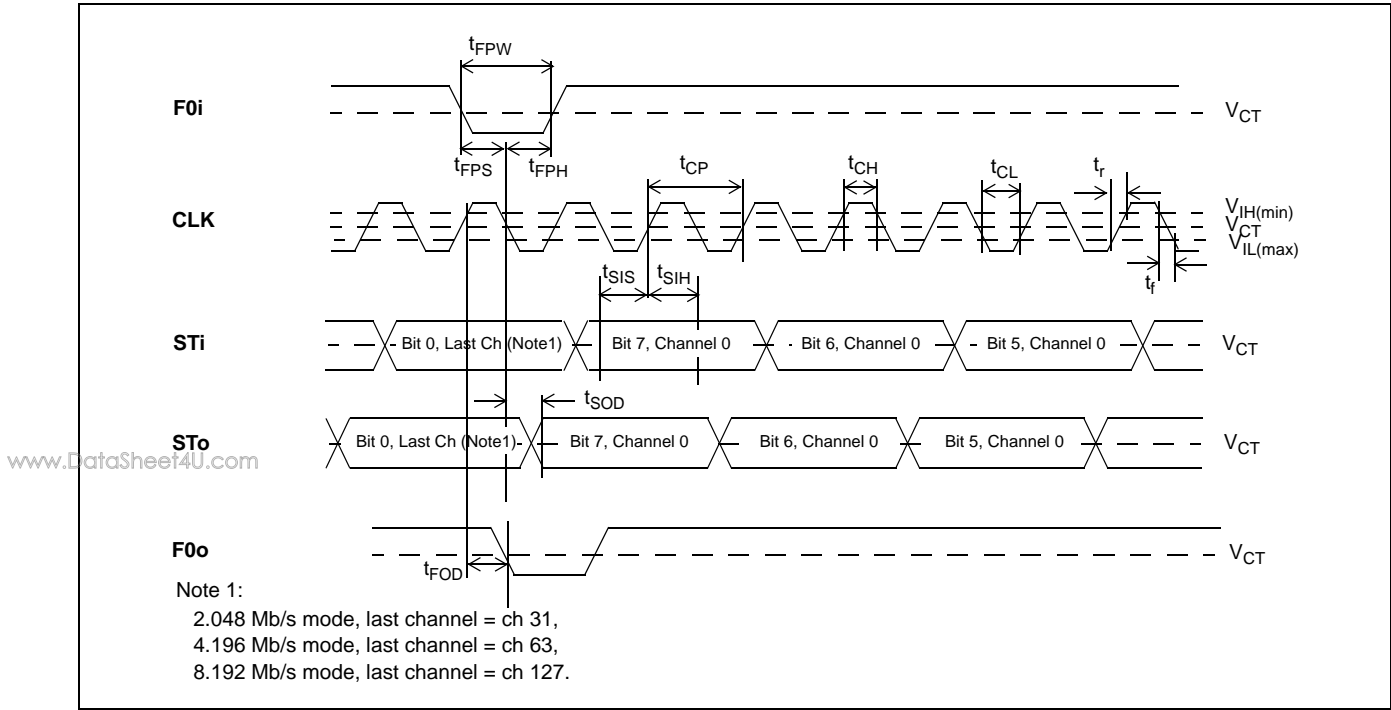 tFPW
F0i
VCT
tFPS tFPH tCP tCH tCL tr
CLK
VIH(min)
VCT
VIL(max)
tSIS tSIH tf
STi Bit 0, Last Ch (Note1) Bit 7, Channel 0 Bit 6, Channel 0 Bit 5, Channel 0 VCT
tSOD
STo Bit 0, Last Ch (Note1) Bit 7, Channel 0 Bit 6, Channel 0 Bit 5, Channel 0 VCT
www.DataSheet4U.com
F0o VCT
tFOD
Note 1:
2.048 Mb/s mode, last channel = ch 31,
4.196 Mb/s mode, last channel = ch 63,
8.192 Mb/s mode, last channel = ch 127.